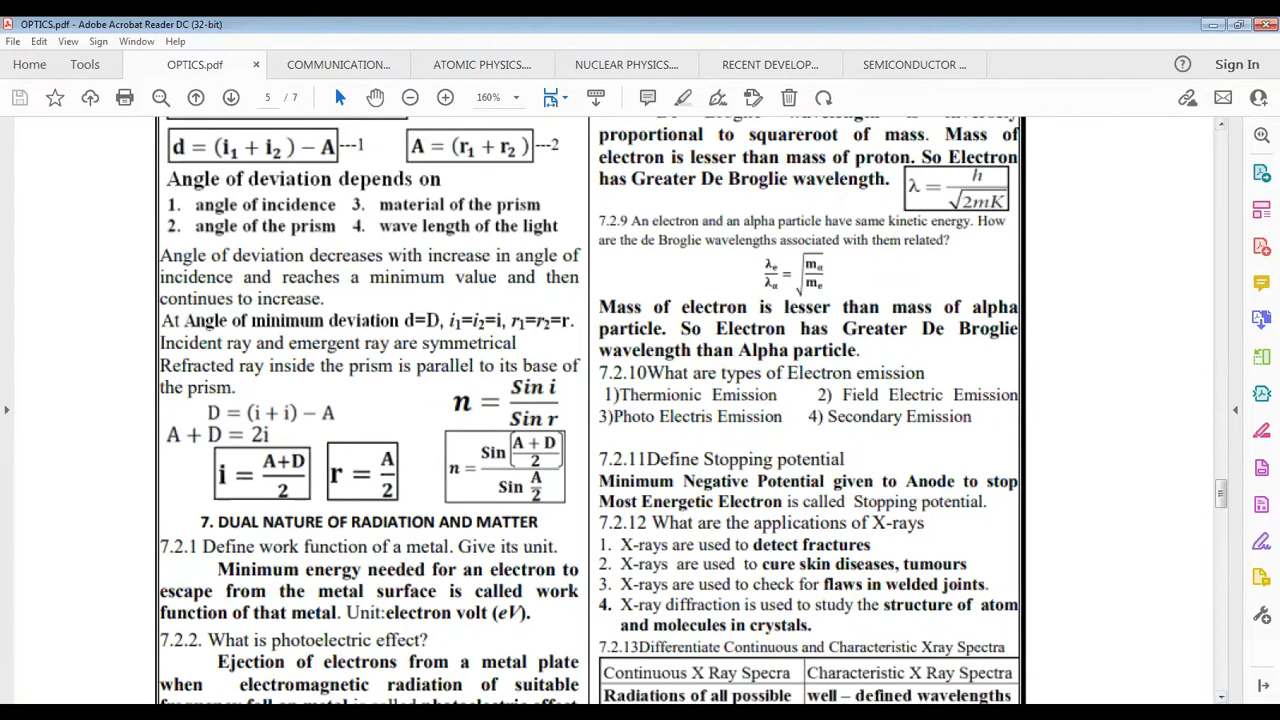 OPTICS.pdf - Adobe Acrobat Reader DC (32-bit)
File Edit View Sign Window Help
Home Tools OPTICS.pdf × COMMUNICATION... ATOMIC PHYSICS.... NUCLEAR PHYSICS.... RECENT DEVELOP... SEMICONDUCTOR ... Sign In
5 / 7 160%
d = (i₁ + i₂ ) – A ---1 A = (r₁ + r₂ ) ---2
Angle of deviation depends on
1. angle of incidence 3. material of the prism
2. angle of the prism 4. wave length of the light
Angle of deviation decreases with increase in angle of
incidence and reaches a minimum value and then
continues to increase.
At Angle of minimum deviation d=D, i₁=i₂=i, r₁=r₂=r.
Incident ray and emergent ray are symmetrical
Refracted ray inside the prism is parallel to its base of
the prism.
n = Sin i / Sin r
D = (i + i) – A
A + D = 2i
i = A+D / 2 r = A / 2 n = Sin (A + D / 2) / Sin A / 2
7. DUAL NATURE OF RADIATION AND MATTER
7.2.1 Define work function of a metal. Give its unit.
Minimum energy needed for an electron to
escape from the metal surface is called work
function of that metal. Unit:electron volt (eV).
7.2.2. What is photoelectric effect?
Ejection of electrons from a metal plate
when electromagnetic radiation of suitable
proportional to squareroot of mass. Mass of
electron is lesser than mass of proton. So Electron
has Greater De Broglie wavelength. λ = h / √2mK
7.2.9 An electron and an alpha particle have same kinetic energy. How
are the de Broglie wavelengths associated with them related?
λe / λα = √ mα / me
Mass of electron is lesser than mass of alpha
particle. So Electron has Greater De Broglie
wavelength than Alpha particle.
7.2.10What are types of Electron emission
1)Thermionic Emission 2) Field Electric Emission
3)Photo Electris Emission 4) Secondary Emission
7.2.11Define Stopping potential
Minimum Negative Potential given to Anode to stop
Most Energetic Electron is called Stopping potential.
7.2.12 What are the applications of X-rays
1. X-rays are used to detect fractures
2. X-rays are used to cure skin diseases, tumours
3. X-rays are used to check for flaws in welded joints.
4. X-ray diffraction is used to study the structure of atom
and molecules in crystals.
7.2.13Differentiate Continuous and Characteristic Xray Spectra
Continuous X Ray Specra Characteristic X Ray Spectra
Radiations of all possible well – defined wavelengths